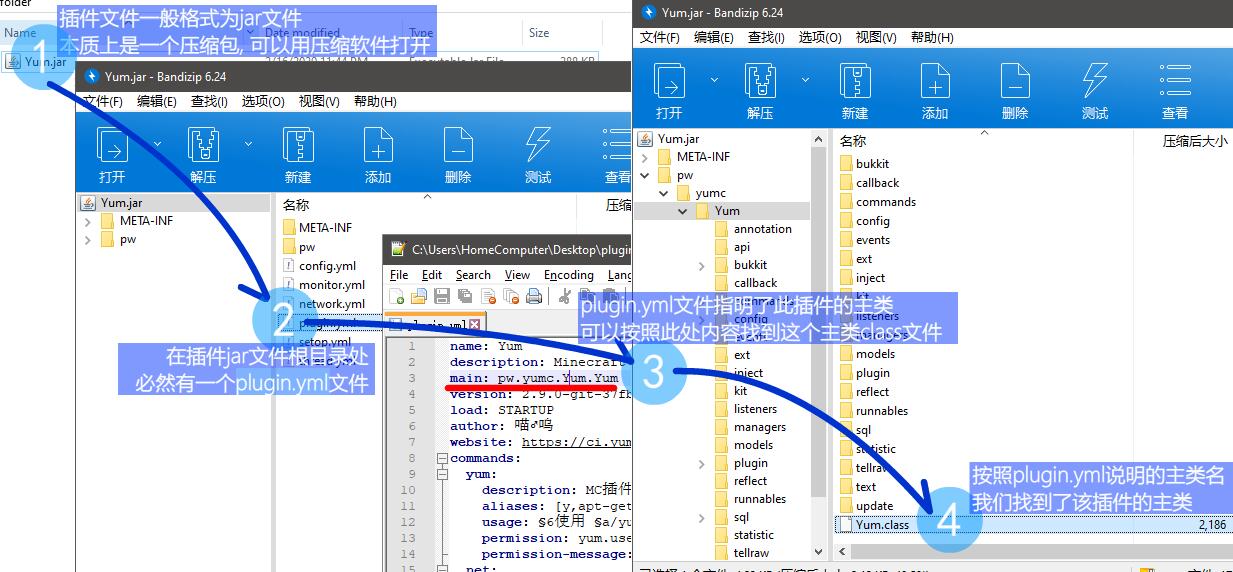 folder
Name
Date modified
Type
Size
插件文件一般格式为jar文件
本质上是一个压缩包, 可以用压缩软件打开
1
Yum.jar
Yum.jar - Bandizip 6.24
文件(F) 编辑(E) 查找(I) 选项(O) 视图(V) 帮助(H)
打开 解压 新建 添加 删除 测试 查看
Yum.jar
META-INF
pw
名称
压缩
META-INF
pw
config.yml
monitor.yml
network.yml
plugin.yml
setop.yml
2
在插件jar文件根目录处
必然有一个plugin.yml文件
C:\Users\HomeComputer\Desktop\plugin
File Edit Search View Encoding Lang
plugin.yml
1 name: Yum
2 description: Minecraft
3 main: pw.yumc.Yum.Yum
4 version: 2.9.0-git-37fb
5 load: STARTUP
6 author: 喵♂呜
7 website: https://ci.yum
8 commands:
9 yum:
10 description: MC插件
11 aliases: [y,apt-get
12 usage: §6使用 §a/yu
13 permission: yum.use
14 permission-message:
15 net:
plugin.yml文件指明了此插件的主类
可以按照此处内容找到这个主类class文件
3
Yum.jar - Bandizip 6.24
文件(F) 编辑(E) 查找(I) 选项(O) 视图(V) 帮助(H)
打开 解压 新建 添加 删除 测试 查看
Yum.jar
META-INF
pw
yumc
Yum
annotation
api
bukkit
callback
commands
config
ext
inject
kit
listeners
managers
models
plugin
reflect
runnables
sql
statistic
tellraw
名称
压缩后大小
bukkit
callback
commands
config
events
ext
inject
kit
listeners
managers
models
plugin
reflect
runnables
sql
statistic
tellraw
text
update
Yum.class
2,186
按照plugin.yml说明的主类名
我们找到了该插件的主类
4